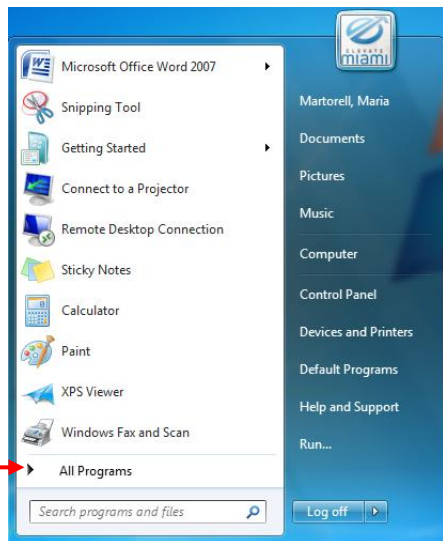 ELEVATE
miami
Microsoft Office Word 2007
Snipping Tool
Getting Started
Connect to a Projector
Remote Desktop Connection
Sticky Notes
Calculator
Paint
XPS Viewer
Windows Fax and Scan
All Programs
Search programs and files
Martorell, Maria
Documents
Pictures
Music
Computer
Control Panel
Devices and Printers
Default Programs
Help and Support
Run...
Log off